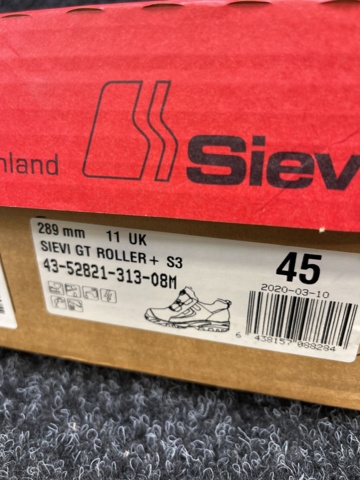 nland Siev
289 mm 11 UK
SIEVI GT ROLLER+ S3
43-52821-313-08M
45
2020-03-10
6 438157 088284